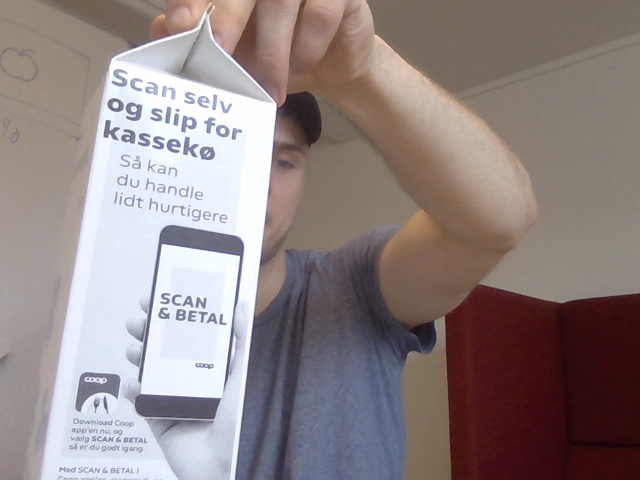 Scan selv
og slip for
kassekø
Så kan
du handle
lidt hurtigere
SCAN
& BETAL
coop
coop
Download Coop
app'en nu, og
vælg SCAN & BETAL
så er du godt igang.
Med SCAN & BETAL i